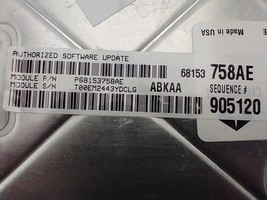 Made in USA
AUTHORIZED SOFTWARE UPDATE
68153 758AE
MODULE P/N P68153758AE
MODULE S/N T00EM2443YDCLG
ABKAA
SEQUENCE #
905120